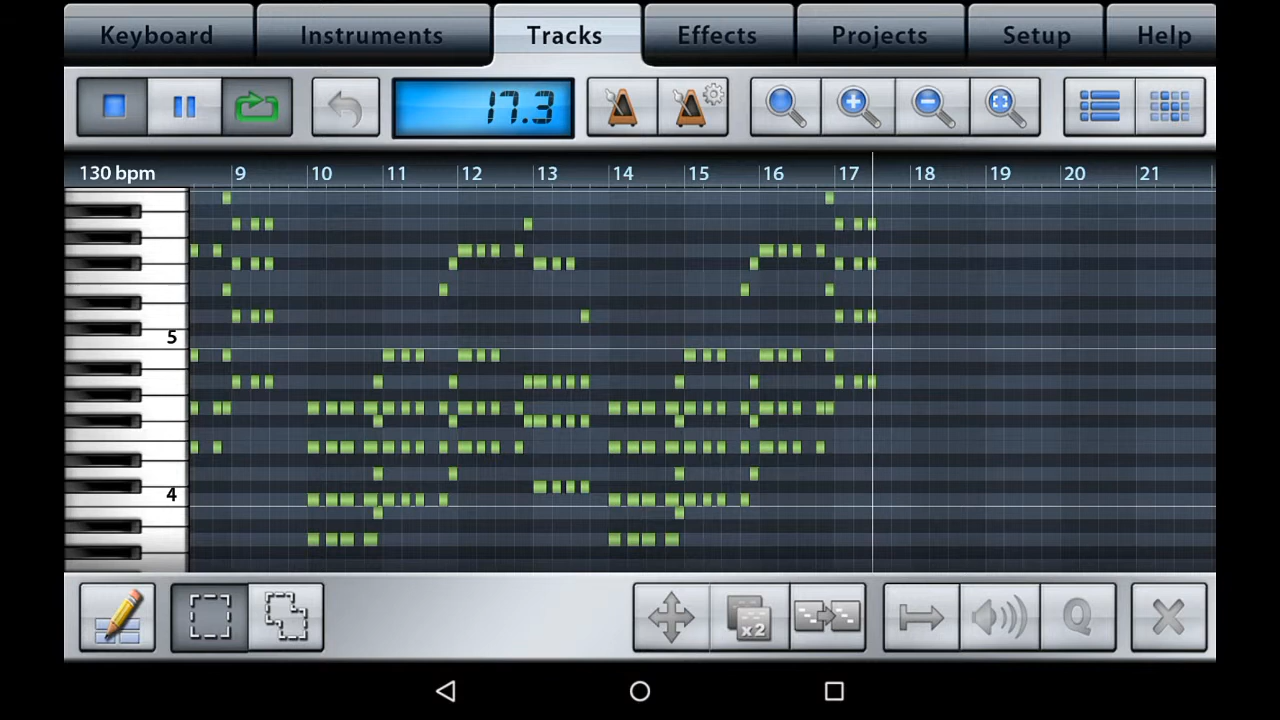 Keyboard Instruments Tracks Effects Projects Setup Help
17.3
130 bpm 9 10 11 12 13 14 15 16 17 18 19 20 21
5
4
x2 Q